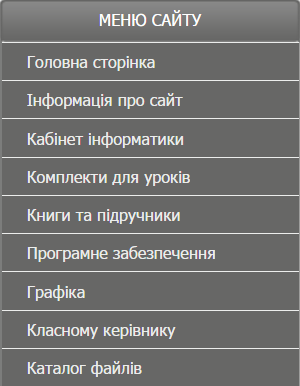 МЕНЮ САЙТУ
Головна сторінка
Інформація про сайт
Кабінет інформатики
Комплекти для уроків
Книги та підручники
Програмне забезпечення
Графіка
Класному керівнику
Каталог файлів